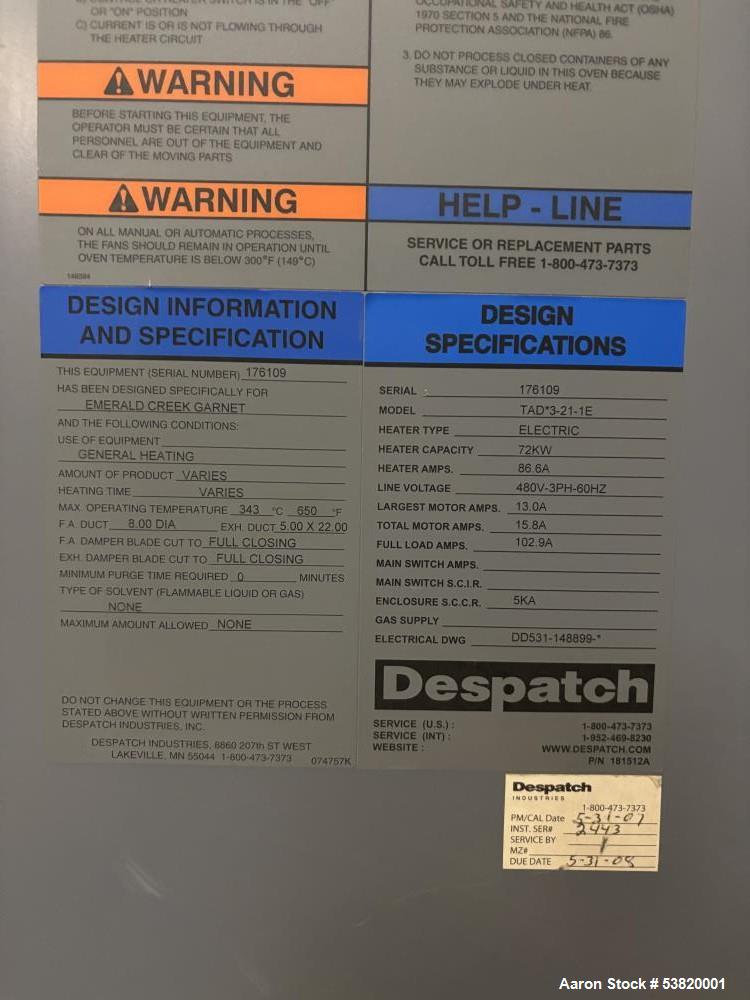 OR "ON" POSITION
C) CURRENT IS OR IS NOT FLOWING THROUGH
THE HEATER CIRCUIT
WARNING
BEFORE STARTING THIS EQUIPMENT, THE
OPERATOR MUST BE CERTAIN THAT ALL
PERSONNEL ARE OUT OF THE EQUIPMENT AND
CLEAR OF THE MOVING PARTS
WARNING
ON ALL MANUAL OR AUTOMATIC PROCESSES,
THE FANS SHOULD REMAIN IN OPERATION UNTIL
OVEN TEMPERATURE IS BELOW 300°F (149°C)
OCCUPATIONAL SAFETY AND HEALTH ACT (OSHA)
1970 SECTION 5 AND THE NATIONAL FIRE
PROTECTION ASSOCIATION (NFPA) 86.
3. DO NOT PROCESS CLOSED CONTAINERS OF ANY
SUBSTANCE OR LIQUID IN THIS OVEN BECAUSE
THEY MAY EXPLODE UNDER HEAT.
HELP - LINE
SERVICE OR REPLACEMENT PARTS
CALL TOLL FREE 1-800-473-7373
DESIGN INFORMATION
AND SPECIFICATION
THIS EQUIPMENT (SERIAL NUMBER) 176109
HAS BEEN DESIGNED SPECIFICALLY FOR
EMERALD CREEK GARNET
AND THE FOLLOWING CONDITIONS:
USE OF EQUIPMENT
GENERAL HEATING
AMOUNT OF PRODUCT VARIES
HEATING TIME VARIES
MAX. OPERATING TEMPERATURE 343 °C 650 °F
F.A. DUCT 8.00 DIA EXH. DUCT 5.00 X 22.00
F.A. DAMPER BLADE CUT TO FULL CLOSING
EXH. DAMPER BLADE CUT TO FULL CLOSING
MINIMUM PURGE TIME REQUIRED 0 MINUTES
TYPE OF SOLVENT (FLAMMABLE LIQUID OR GAS)
NONE
MAXIMUM AMOUNT ALLOWED NONE
DO NOT CHANGE THIS EQUIPMENT OR THE PROCESS
STATED ABOVE WITHOUT WRITTEN PERMISSION FROM
DESPATCH INDUSTRIES, INC.
DESPATCH INDUSTRIES, 8860 207th ST WEST
LAKEVILLE, MN 55044 1-800-473-7373 074757K
DESIGN
SPECIFICATIONS
SERIAL : 176109
MODEL TAD*3-21-1E
HEATER TYPE ELECTRIC
HEATER CAPACITY 72KW
HEATER AMPS. 86.6A
LINE VOLTAGE 480V-3PH-60HZ
LARGEST MOTOR AMPS. 13.0A
TOTAL MOTOR AMPS. 15.8A
FULL LOAD AMPS. 102.9A
MAIN SWITCH AMPS.
MAIN SWITCH S.C.I.R.
ENCLOSURE S.C.C.R. 5KA
GAS SUPPLY
ELECTRICAL DWG DD531-148899-*
Despatch
SERVICE (U.S.) : 1-800-473-7373
SERVICE (INT) : 1-952-469-8230
WEBSITE : WWW.DESPATCH.COM
P/N 181512A
Despatch
INDUSTRIES
1-800-473-7373
PM/CAL Date 5-31-07
INST. SER# 2443
SERVICE BY
MZ#
DUE DATE 5-31-08
Aaron Stock # 53820001